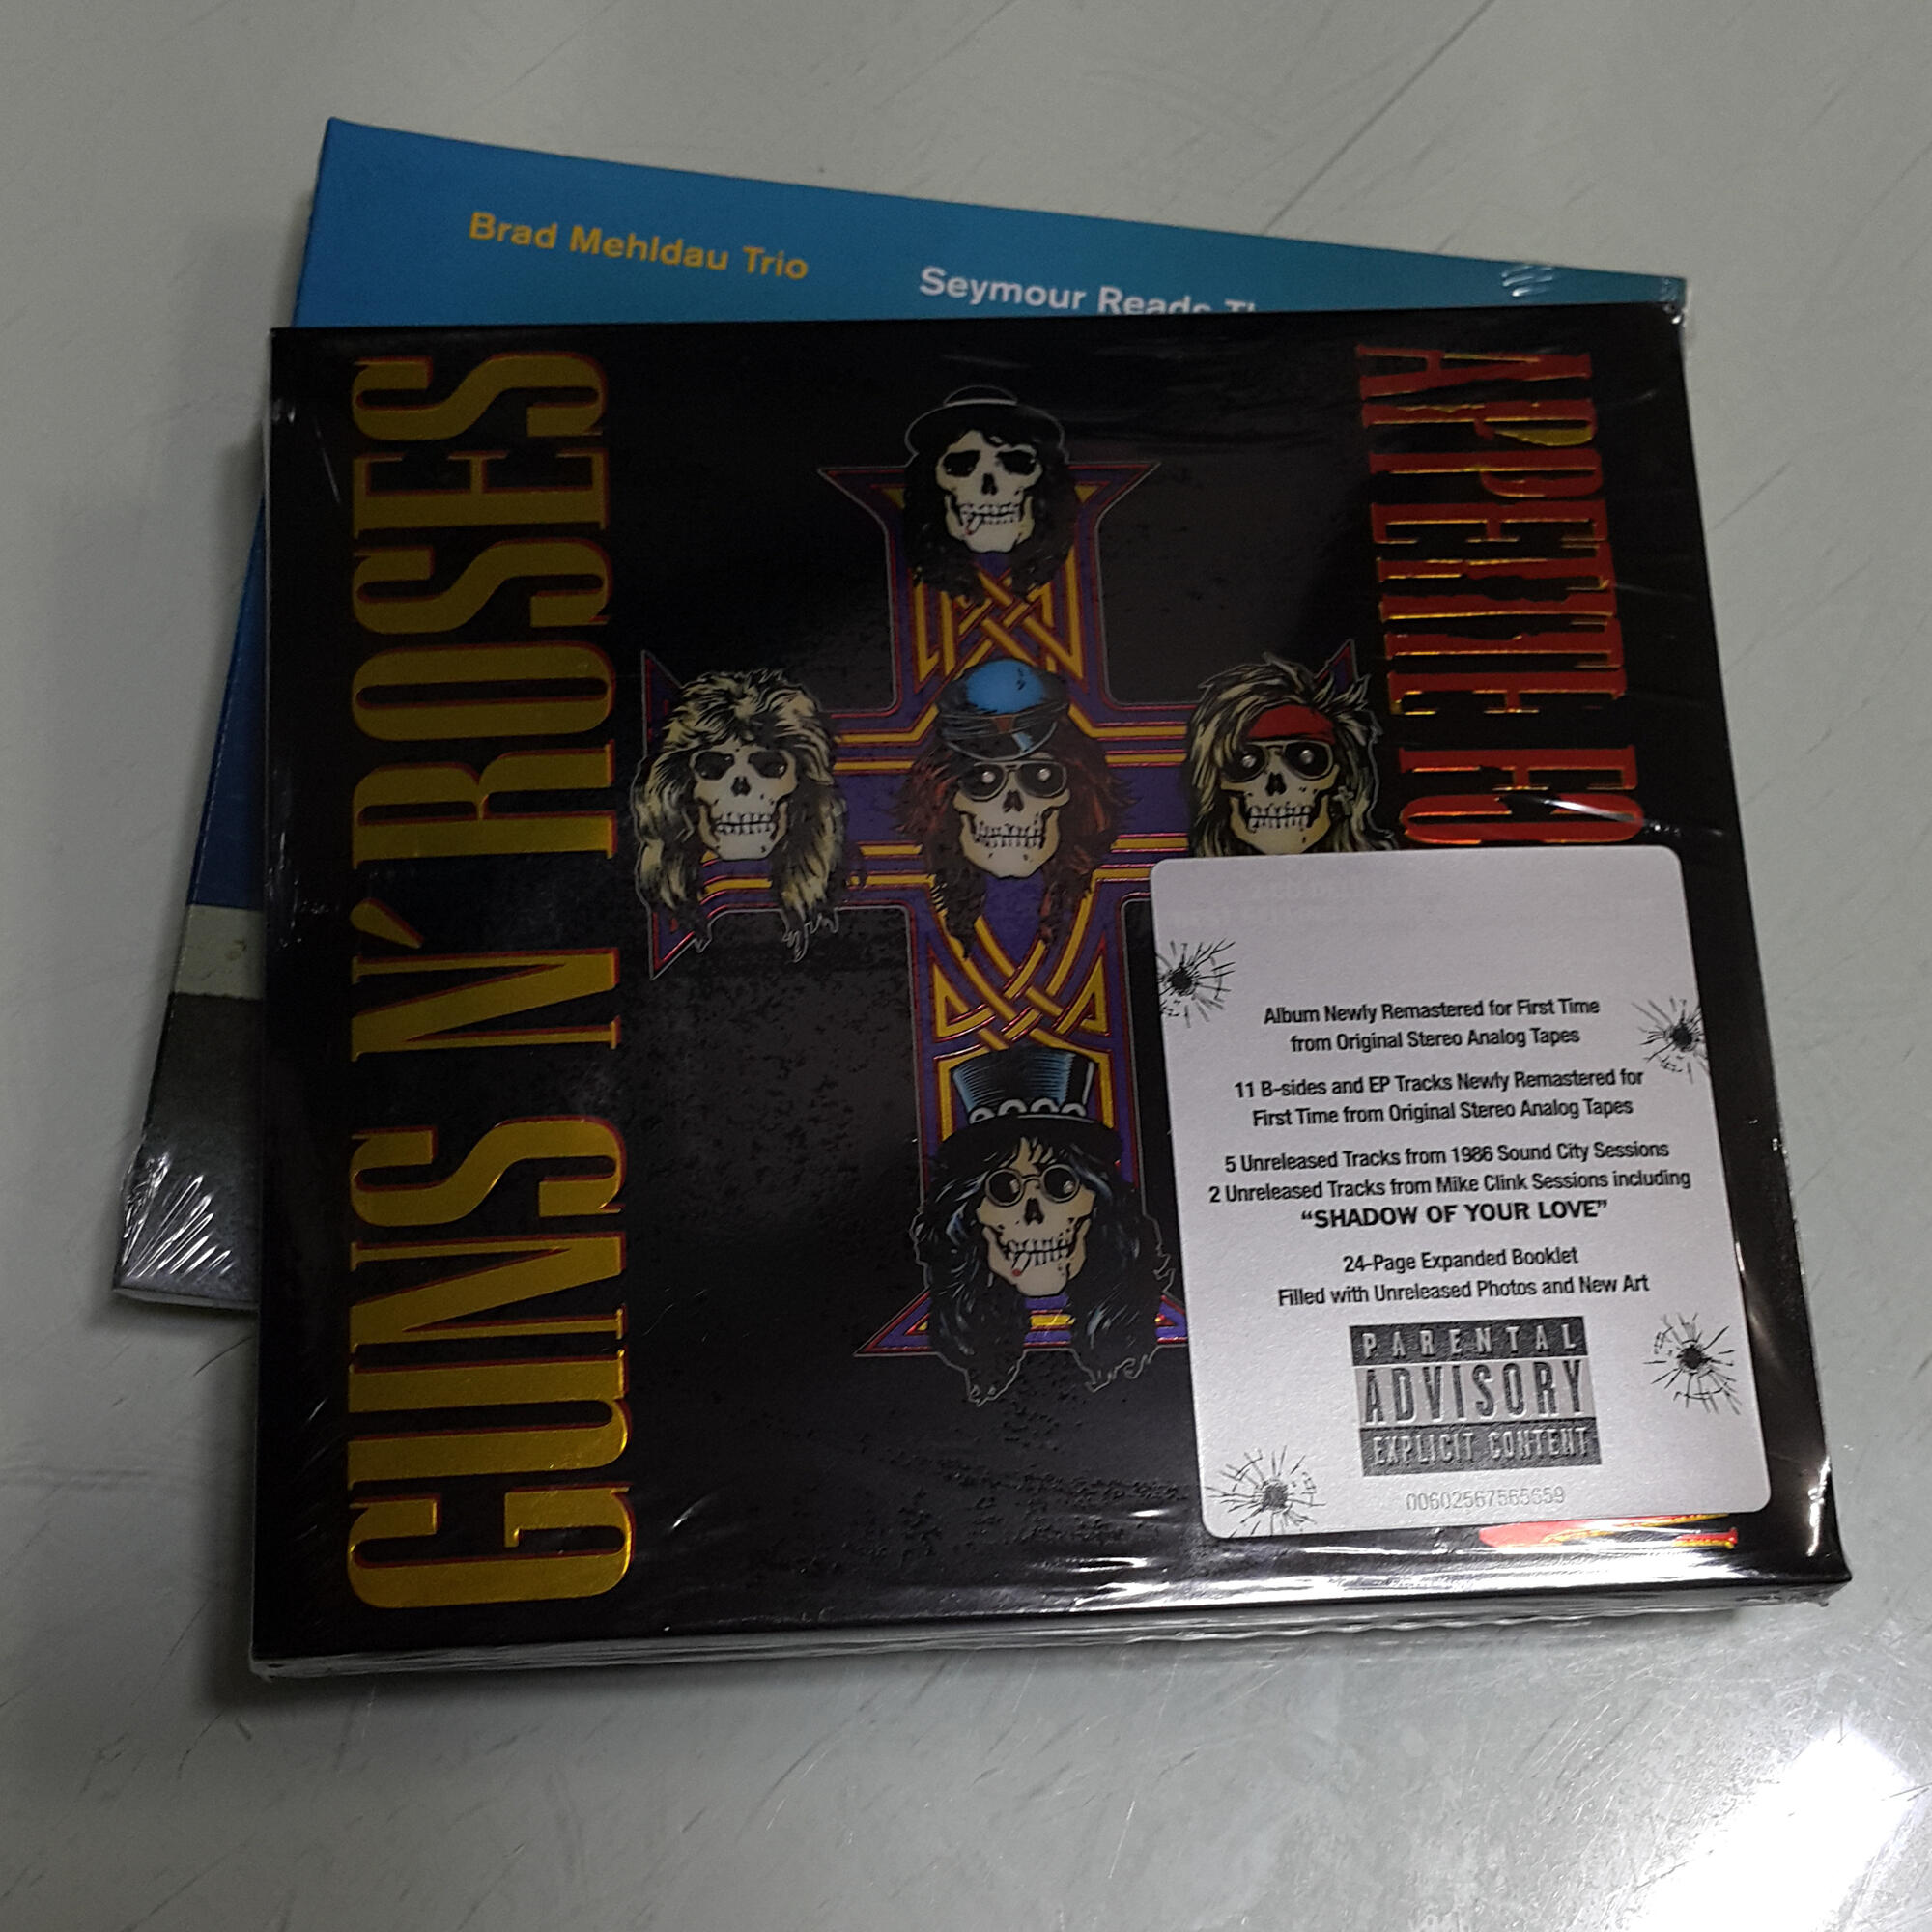 Brad Mehldau Trio
Seymour Reads
GUNS N' ROSES
APPETITE
Album Newly Remastered for First Time
from Original Stereo Analog Tapes
11 B-sides and EP Tracks Newly Remastered for
First Time from Original Stereo Analog Tapes
5 Unreleased Tracks from 1986 Sound City Sessions
2 Unreleased Tracks from Mike Clink Sessions including
“SHADOW OF YOUR LOVE”
24-Page Expanded Booklet
Filled with Unreleased Photos and New Art
PARENTAL
ADVISORY
EXPLICIT CONTENT
00602567565659